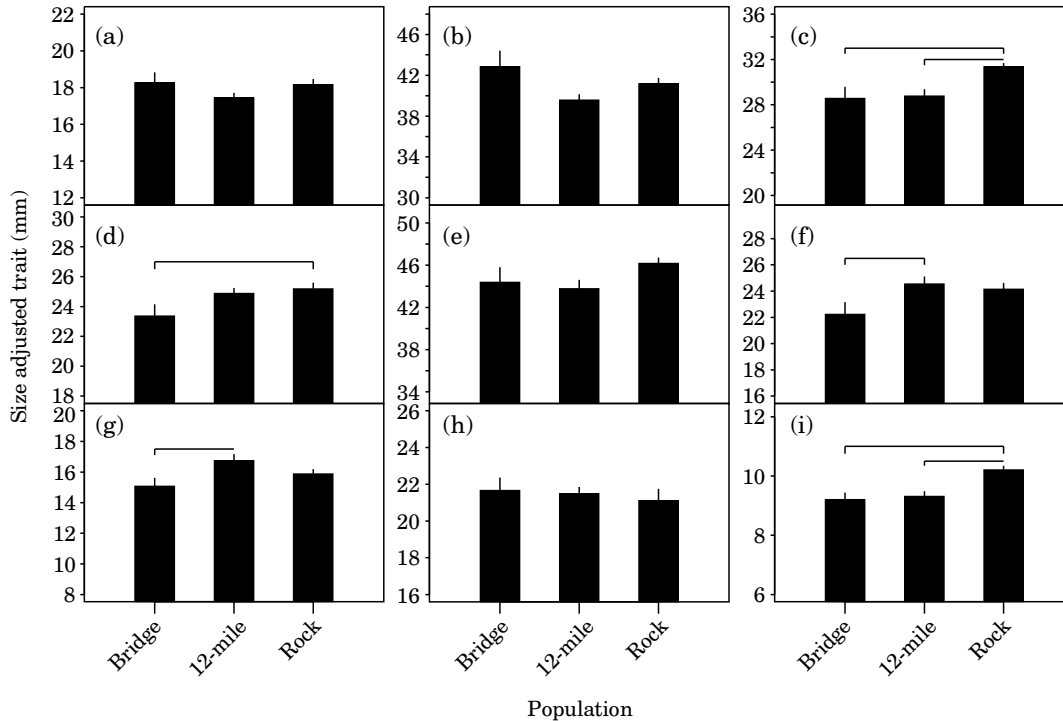 Size adjusted trait (mm)
(a)
22
20
18
16
14
12
(b)
46
42
38
34
30
(c)
36
32
28
24
20
(d)
30
28
26
24
22
20
18
(e)
50
46
42
38
34
(f)
28
26
24
22
20
18
16
(g)
20
18
16
14
12
10
8
(h)
26
24
22
20
18
16
(i)
12
10
8
6
Bridge
12-mile
Rock
Bridge
12-mile
Rock
Bridge
12-mile
Rock
Population